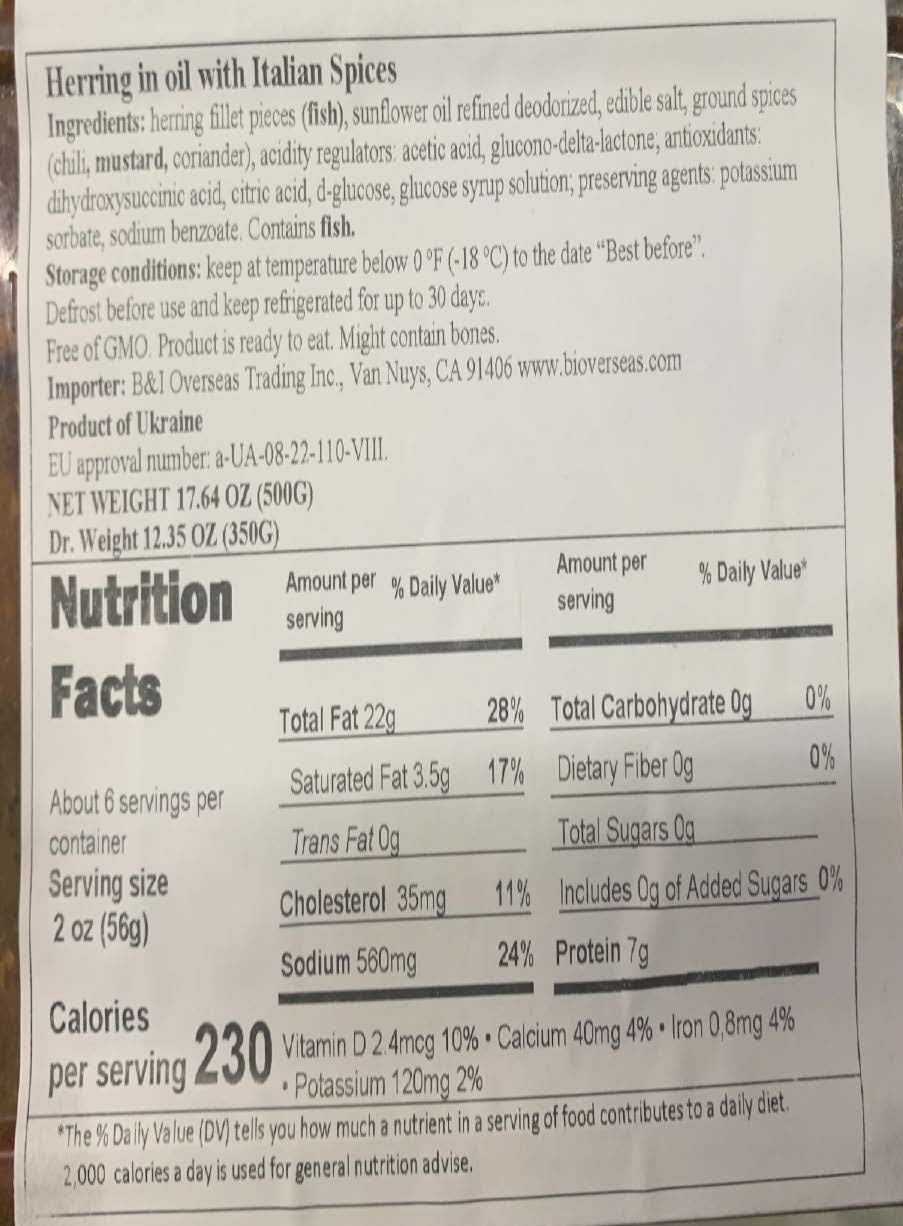 Herring in oil with Italian Spices
Ingredients: herring fillet pieces (fish), sunflower oil refined deodorized, edible salt, ground spices
(chili, mustard, coriander), acidity regulators: acetic acid, glucono-delta-lactone; antioxidants:
dihydroxysuccinic acid, citric acid, d-glucose, glucose syrup solution; preserving agents: potassium
sorbate, sodium benzoate. Contains fish.
Storage conditions: keep at temperature below 0 °F (-18 °C) to the date “Best before”.
Defrost before use and keep refrigerated for up to 30 days.
Free of GMO. Product is ready to eat. Might contain bones.
Importer: B&I Overseas Trading Inc., Van Nuys, CA 91406 www.bioverseas.com
Product of Ukraine
EU approval number: a-UA-08-22-110-VIII.
NET WEIGHT 17.64 OZ (500G)
Dr. Weight 12.35 OZ (350G)
Nutrition
Facts
About 6 servings per
container
Serving size
2 oz (56g)
Calories
per serving 230
Amount per % Daily Value*
serving
Total Fat 22g 28%
Saturated Fat 3.5g 17%
Trans Fat 0g
Cholesterol 35mg 11%
Sodium 560mg 24%
Amount per % Daily Value*
serving
Total Carbohydrate 0g 0%
Dietary Fiber 0g 0%
Total Sugars 0g
Includes 0g of Added Sugars 0%
Protein 7g
Vitamin D 2.4mcg 10% • Calcium 40mg 4% • Iron 0,8mg 4%
• Potassium 120mg 2%
*The % Daily Value (DV) tells you how much a nutrient in a serving of food contributes to a daily diet.
2,000 calories a day is used for general nutrition advise.